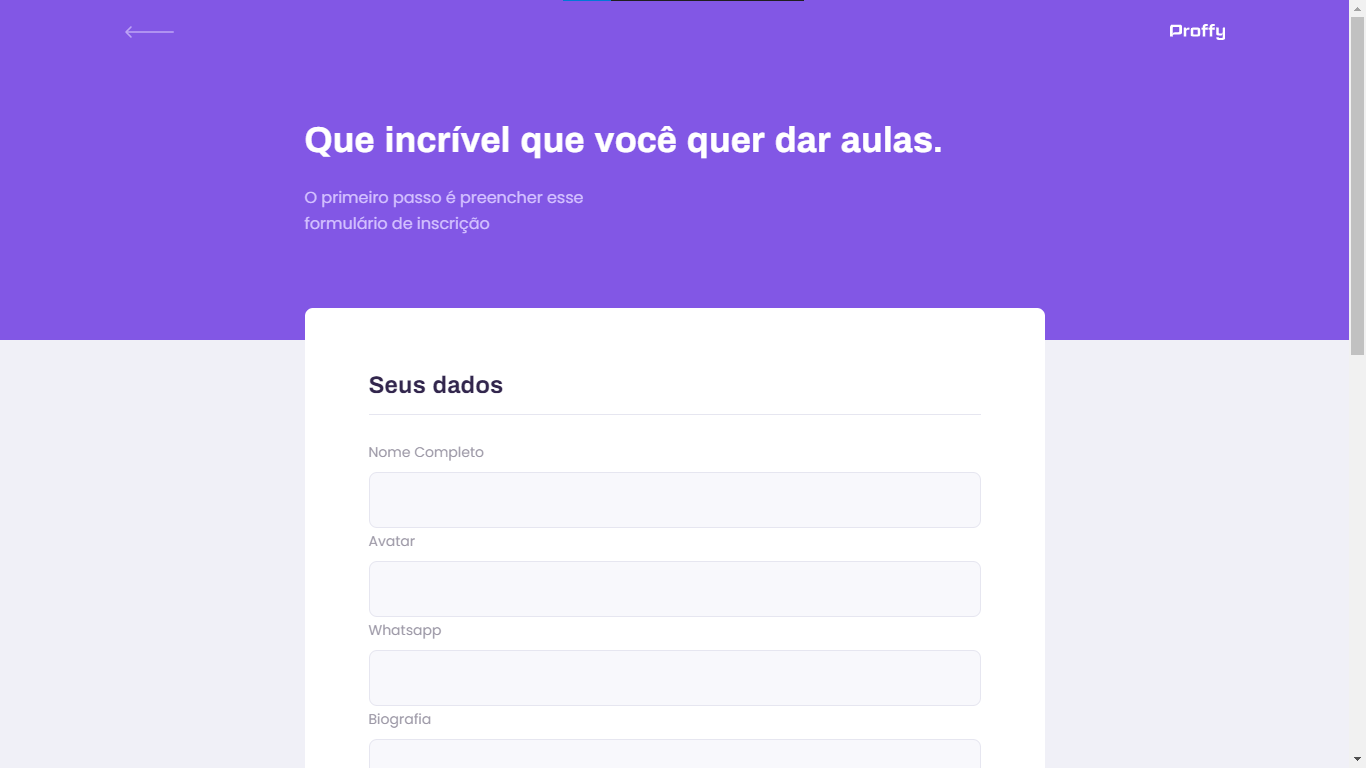 Proffy
Que incrível que você quer dar aulas.
O primeiro passo é preencher esse
formulário de inscrição
Seus dados
Nome Completo
Avatar
Whatsapp
Biografia